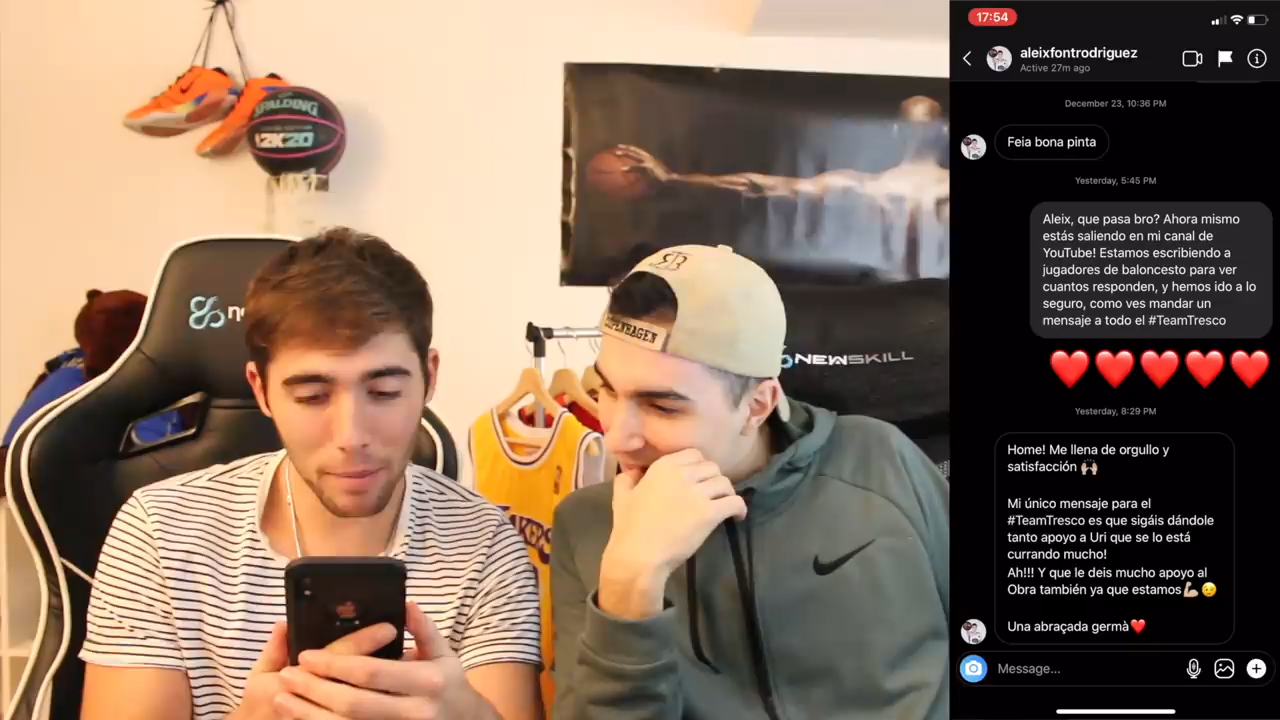 SPALDING
2K20
ne
COPENHAGEN
NEWSKILL
17:54
aleixfontrodriguez
Active 27m ago
December 23, 10:36 PM
Feia bona pinta
Yesterday, 5:45 PM
Aleix, que pasa bro? Ahora mismo
estás saliendo en mi canal de
YouTube! Estamos escribiendo a
jugadores de baloncesto para ver
cuantos responden, y hemos ido a lo
seguro, como ves mandar un
mensaje a todo el #TeamTresco
❤️❤️❤️❤️❤️
Yesterday, 8:29 PM
Home! Me llena de orgullo y
satisfacción 🙌🏼
Mi único mensaje para el
#TeamTresco es que sigáis dándole
tanto apoyo a Uri que se lo está
currando mucho!
Ah!!! Y que le deis mucho apoyo al
Obra también ya que estamos💪🏼😉
Una abraçada germà❤️
Message...